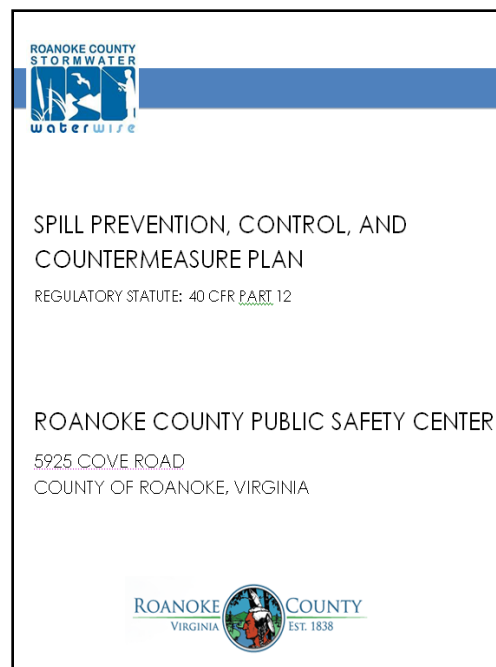 ROANOKE COUNTY
STORMWATER
waterwise
SPILL PREVENTION, CONTROL, AND
COUNTERMEASURE PLAN
REGULATORY STATUTE: 40 CFR PART 12
ROANOKE COUNTY PUBLIC SAFETY CENTER
5925 COVE ROAD
COUNTY OF ROANOKE, VIRGINIA
ROANOKE COUNTY
VIRGINIA EST. 1838